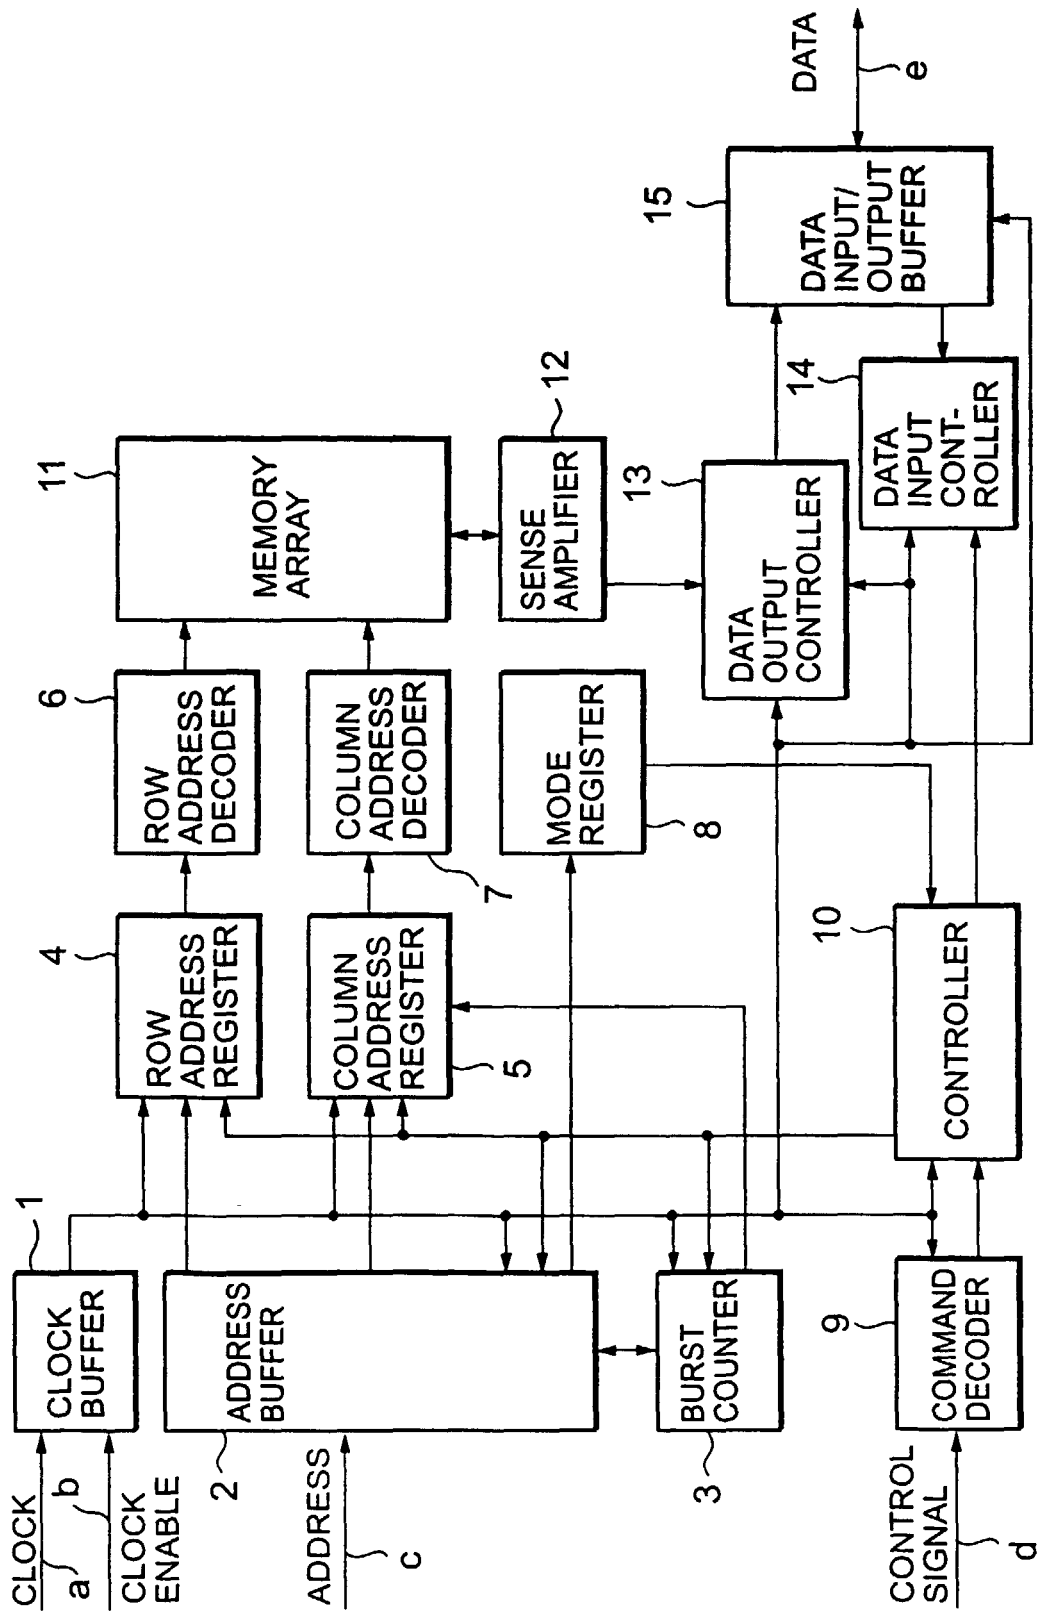 CLOCK
a
b
CLOCK
ENABLE
1
CLOCK
BUFFER
ADDRESS
c
2
ADDRESS
BUFFER
3
BURST
COUNTER
CONTROL
SIGNAL
d
9
COMMAND
DECODER
4
ROW
ADDRESS
REGISTER
5
COLUMN
ADDRESS
REGISTER
10
CONTROLLER
6
ROW
ADDRESS
DECODER
7
COLUMN
ADDRESS
DECODER
8
MODE
REGISTER
11
MEMORY
ARRAY
12
SENSE
AMPLIFIER
13
DATA
OUTPUT
CONTROLLER
14
DATA
INPUT
CONT-
ROLLER
15
DATA
INPUT/
OUTPUT
BUFFER
DATA
e